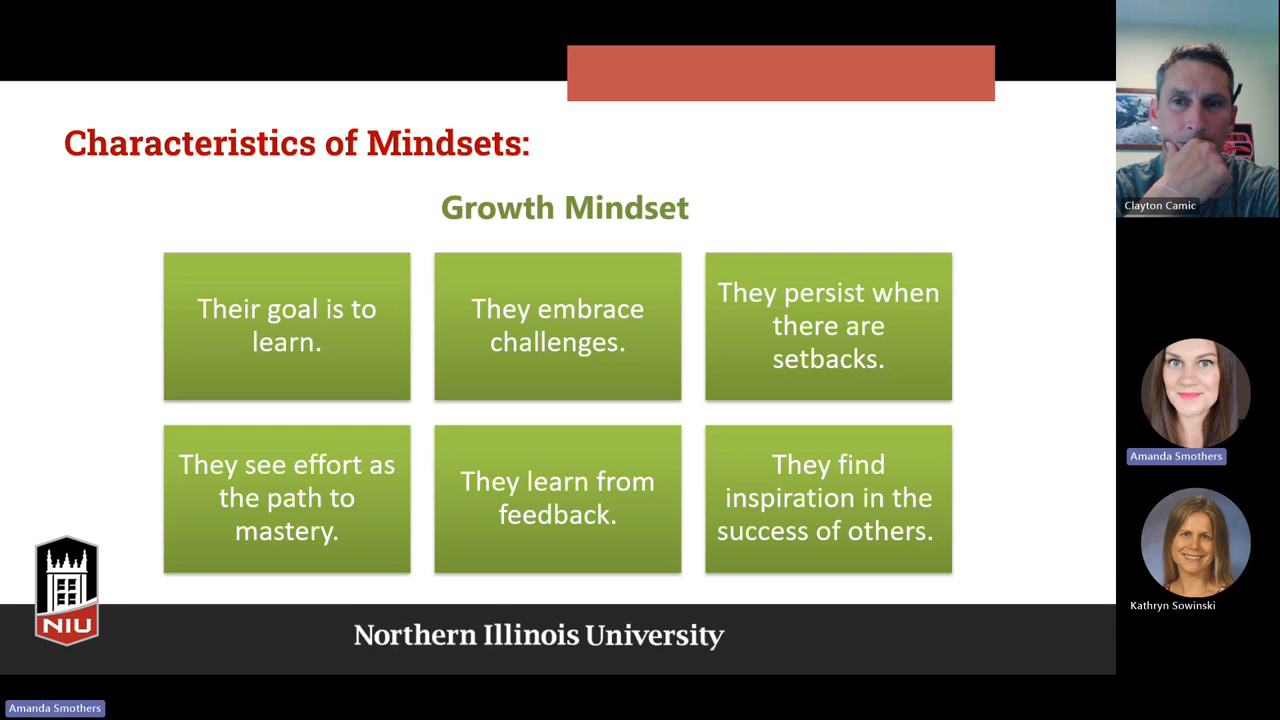 Characteristics of Mindsets:
Growth Mindset
Their goal is to
learn.
They embrace
challenges.
They persist when
there are
setbacks.
They see effort as
the path to
mastery.
They learn from
feedback.
They find
inspiration in the
success of others.
NIU
Northern Illinois University
Clayton Camic
Amanda Smothers
Kathryn Sowinski
Amanda Smothers